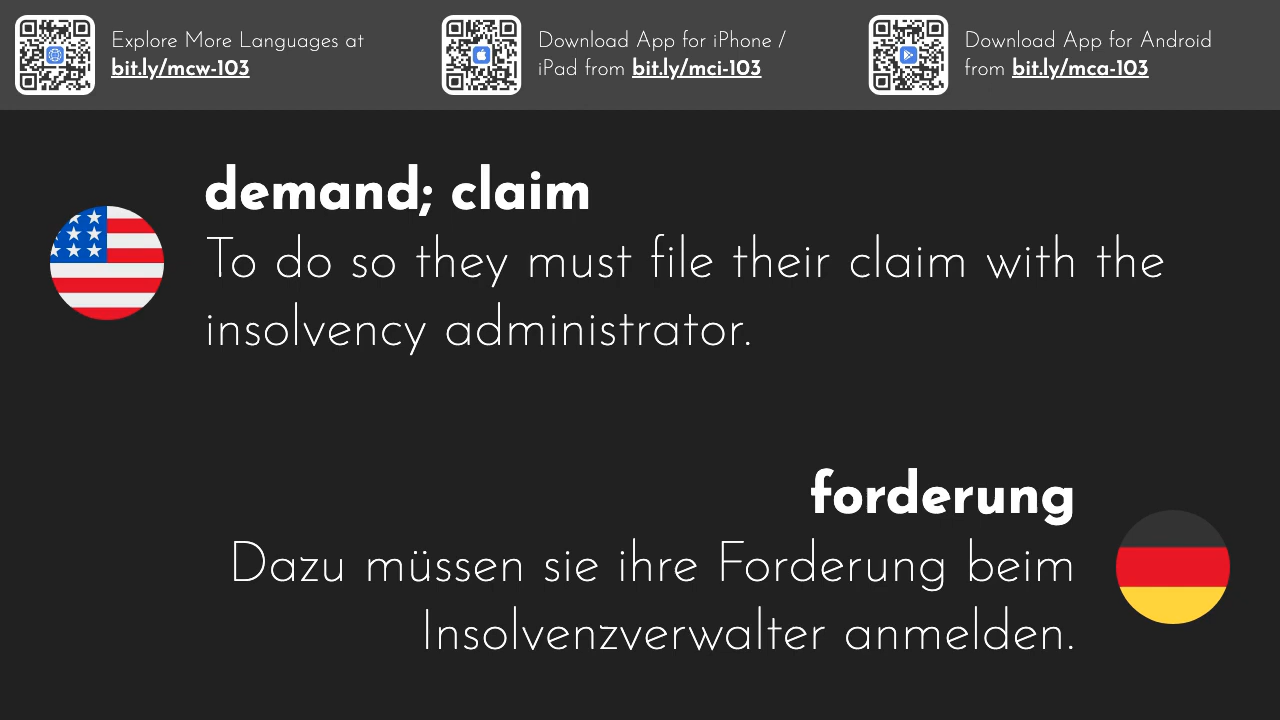 Explore More Languages at
bit.ly/mcw-103
Download App for iPhone /
iPad from bit.ly/mci-103
Download App for Android
from bit.ly/mca-103
demand; claim
To do so they must file their claim with the
insolvency administrator.
forderung
Dazu müssen sie ihre Forderung beim
Insolvenzverwalter anmelden.